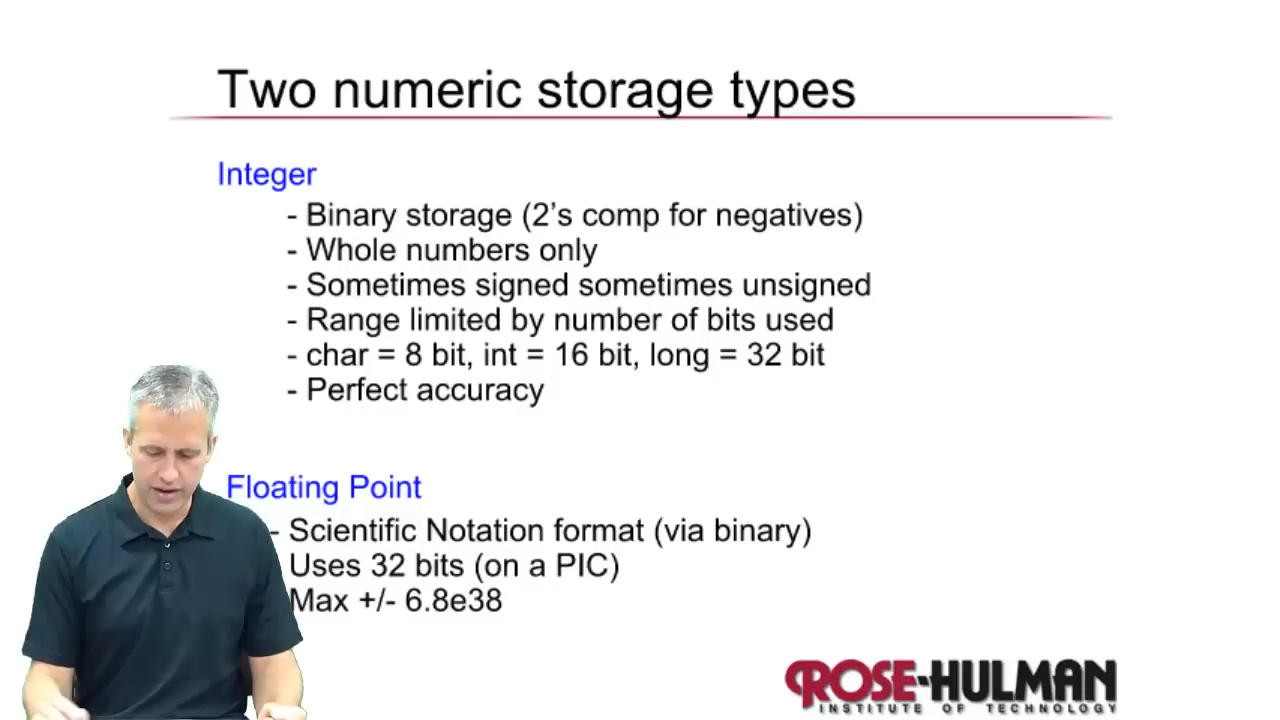 Two numeric storage types
Integer
- Binary storage (2’s comp for negatives)
- Whole numbers only
- Sometimes signed sometimes unsigned
- Range limited by number of bits used
- char = 8 bit, int = 16 bit, long = 32 bit
- Perfect accuracy
Floating Point
- Scientific Notation format (via binary)
Uses 32 bits (on a PIC)
Max +/- 6.8e38
ROSE-HULMAN
INSTITUTE OF TECHNOLOGY